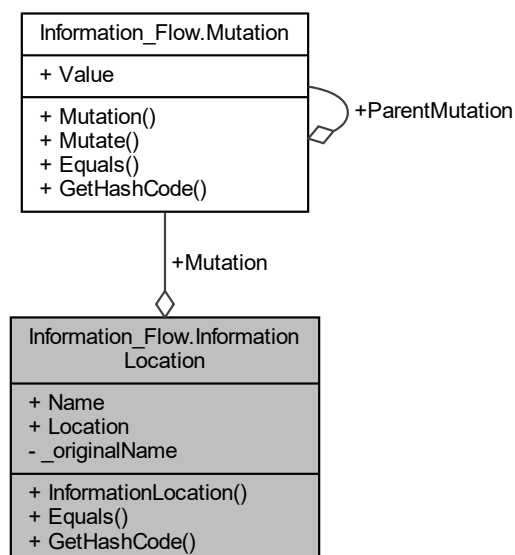 Information_Flow.Mutation
+ Value
+ Mutation()
+ Mutate()
+ Equals()
+ GetHashCode()
+ParentMutation
+Mutation
Information_Flow.Information
Location
+ Name
+ Location
- _originalName
+ InformationLocation()
+ Equals()
+ GetHashCode()